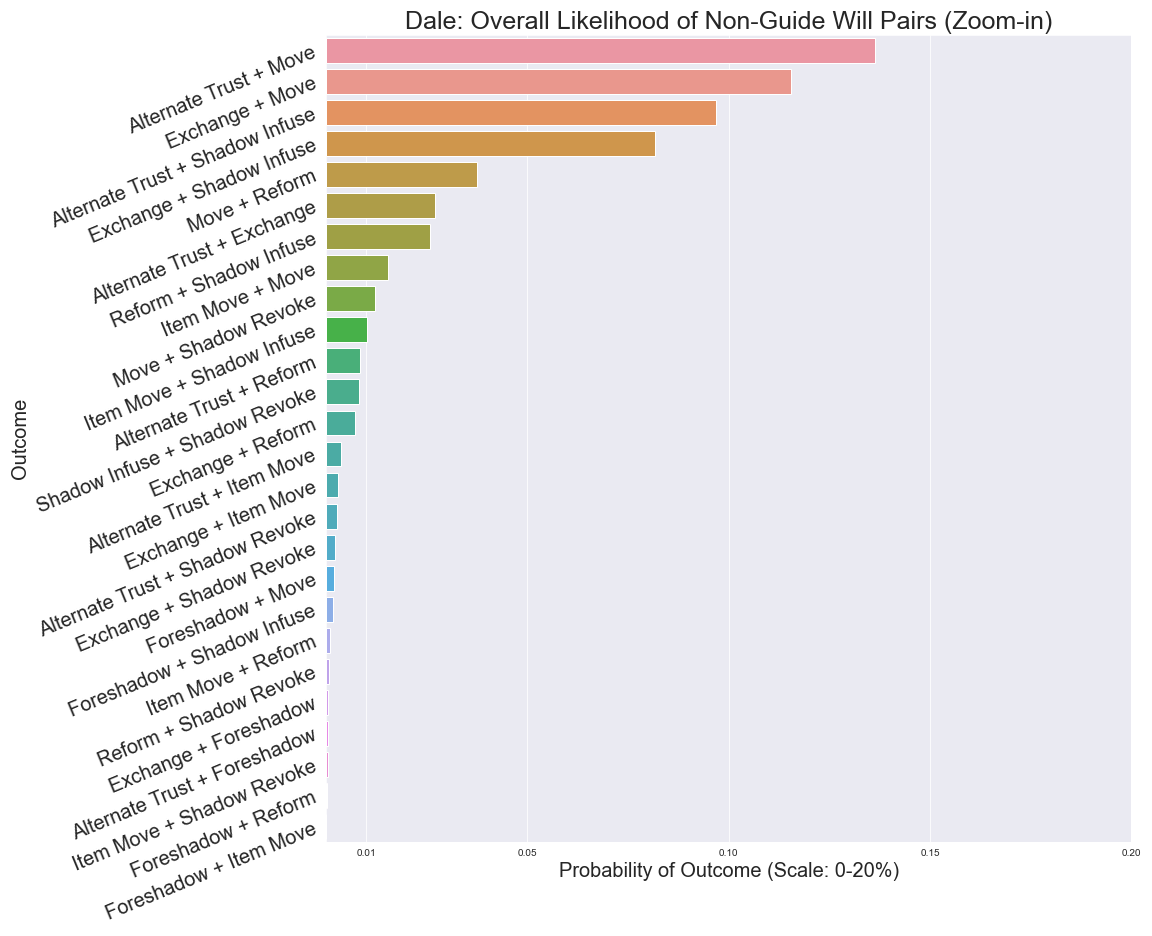 Dale: Overall Likelihood of Non-Guide Will Pairs (Zoom-in)
Alternate Trust + Move
Exchange + Move
Alternate Trust + Shadow Infuse
Exchange + Shadow Infuse
Move + Reform
Alternate Trust + Exchange
Reform + Shadow Infuse
Item Move + Move
Move + Shadow Revoke
Item Move + Shadow Infuse
Alternate Trust + Reform
Shadow Infuse + Shadow Revoke
Exchange + Reform
Alternate Trust + Item Move
Exchange + Item Move
Alternate Trust + Shadow Revoke
Exchange + Shadow Revoke
Foreshadow + Move
Foreshadow + Shadow Infuse
Item Move + Reform
Reform + Shadow Revoke
Exchange + Foreshadow
Alternate Trust + Foreshadow
Item Move + Shadow Revoke
Foreshadow + Reform
Foreshadow + Item Move
Outcome
0.01 0.05 0.10 0.15 0.20
Probability of Outcome (Scale: 0-20%)